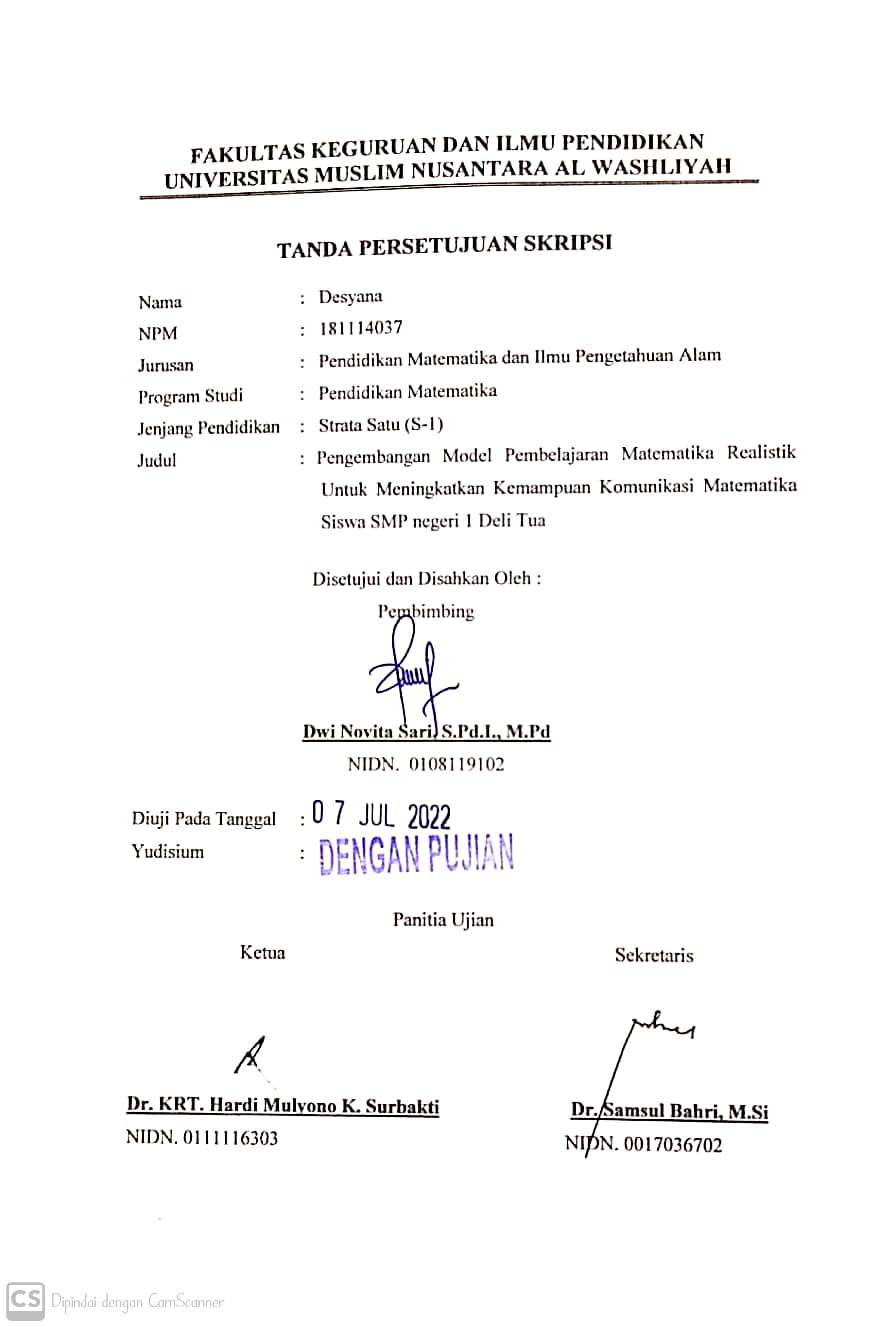 FAKULTAS KEGURUAN DAN ILMU PENDIDIKAN
UNIVERSITAS MUSLIM NUSANTARA AL WASHLIYAH
TANDA PERSETUJUAN SKRIPSI
Nama : Desyana
NPM : 181114037
Jurusan : Pendidikan Matematika dan Ilmu Pengetahuan Alam
Program Studi : Pendidikan Matematika
Jenjang Pendidikan : Strata Satu (S-1)
Judul : Pengembangan Model Pembelajaran Matematika Realistik
Untuk Meningkatkan Kemampuan Komunikasi Matematika
Siswa SMP negeri 1 Deli Tua
Disetujui dan Disahkan Oleh :
Pembimbing
Dwi Novita Sari, S.Pd.I., M.Pd
NIDN. 0108119102
Diuji Pada Tanggal : 07 JUL 2022
Yudisium : DENGAN PUJIAN
Panitia Ujian
Ketua Sekretaris
Dr. KRT. Hardi Mulyono K. Surbakti Dr. Samsul Bahri, M.Si
NIDN. 0111116303 NIDN. 0017036702
CS Dipindai dengan CamScanner